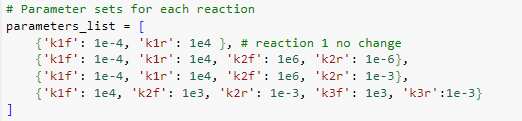 # Parameter sets for each reaction
parameters_list = [
    {'k1f': 1e-4, 'k1r': 1e4 }, # reaction 1 no change
    {'k1f': 1e-4, 'k1r': 1e4, 'k2f': 1e6, 'k2r': 1e-6},
    {'k1f': 1e-4, 'k1r': 1e4, 'k2f': 1e6, 'k2r': 1e-3},
    {'k1f': 1e4, 'k2f': 1e3, 'k2r': 1e-3, 'k3f': 1e3, 'k3r':1e-3}
]